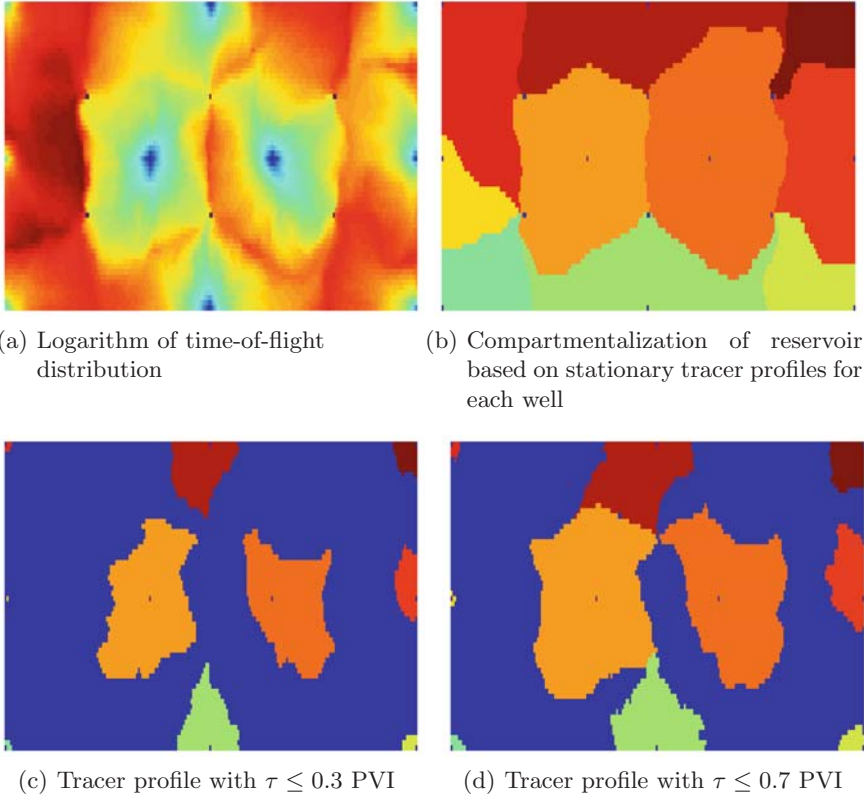 (a) Logarithm of time-of-flight
distribution
(b) Compartmentalization of reservoir
based on stationary tracer profiles for
each well
(c) Tracer profile with τ ≤ 0.3 PVI
(d) Tracer profile with τ ≤ 0.7 PVI